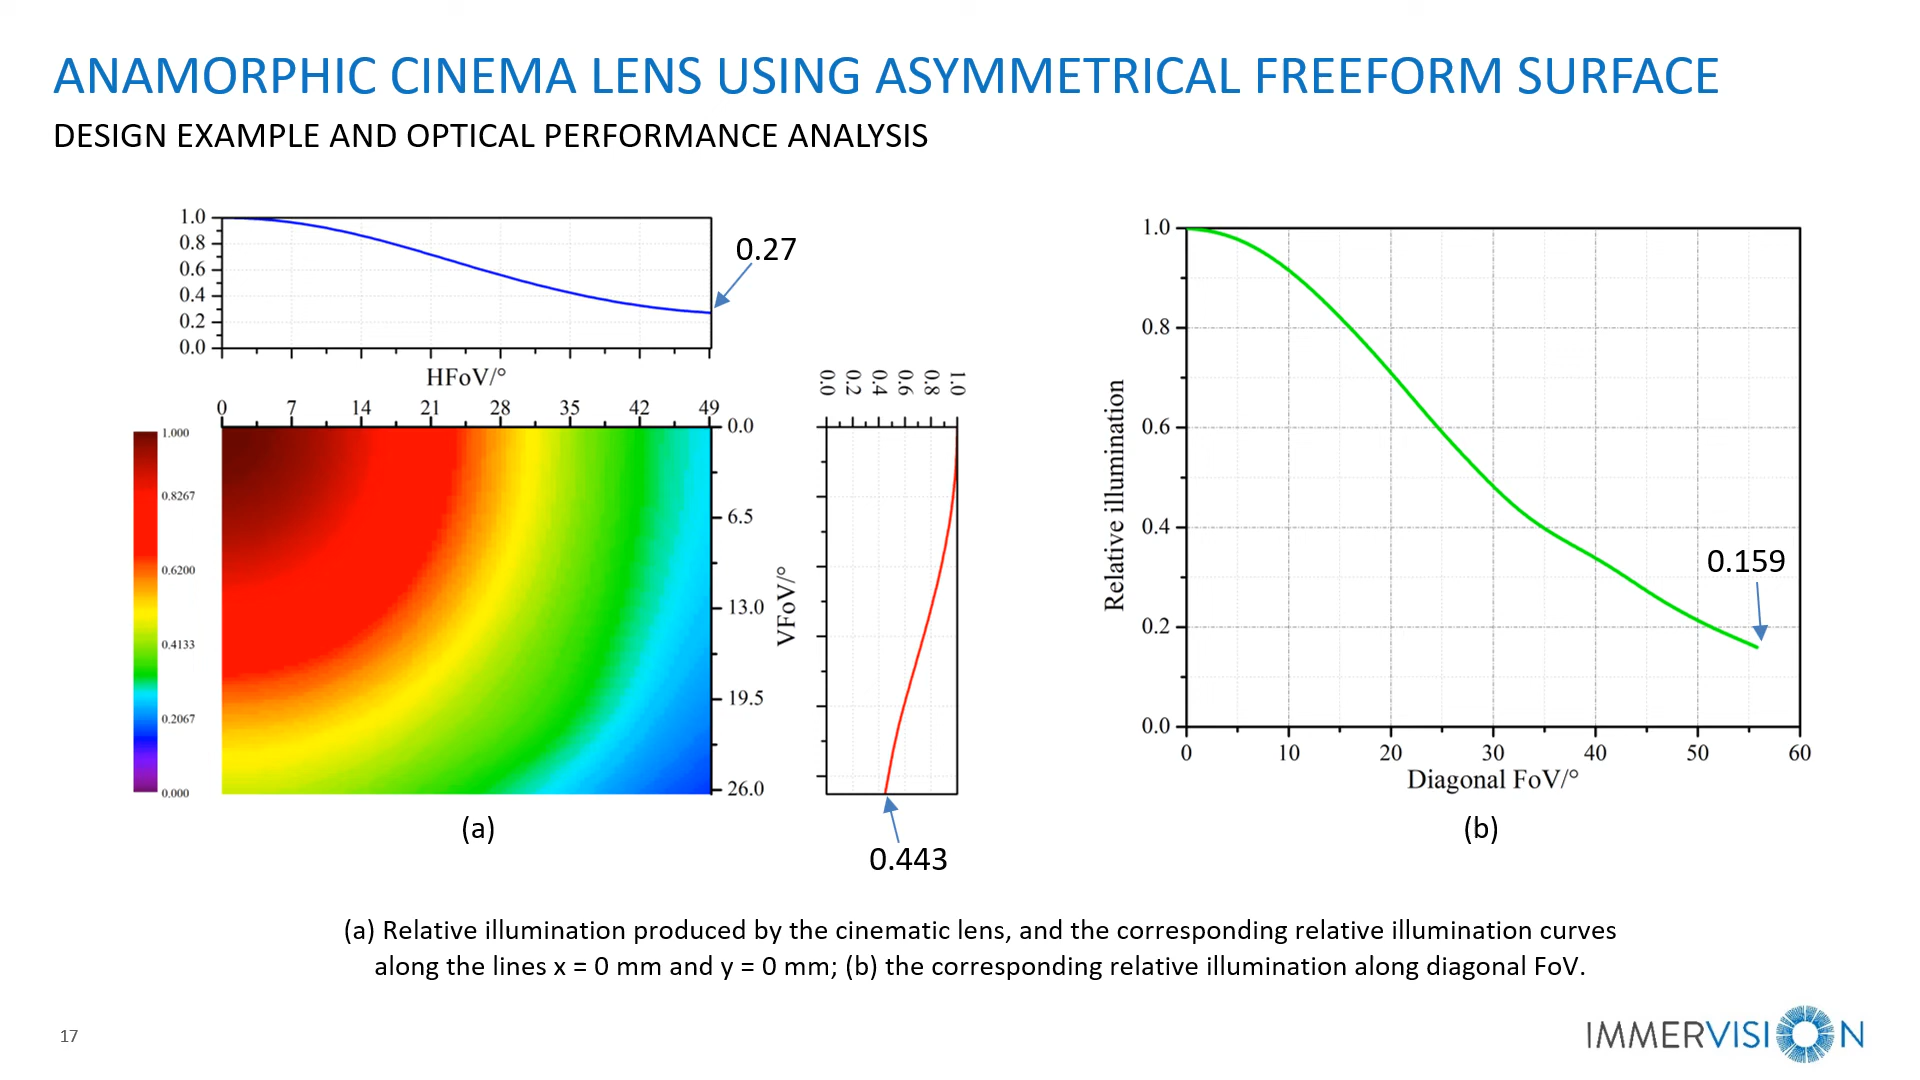 ANAMORPHIC CINEMA LENS USING ASYMMETRICAL FREEFORM SURFACE
DESIGN EXAMPLE AND OPTICAL PERFORMANCE ANALYSIS
1.0
0.8
0.6
0.4
0.2
0.0
0.27
HFoV/°
0 7 14 21 28 35 42 49
1.000
0.8267
0.6200
0.4133
0.2067
0.000
0.0
6.5
13.0
19.5
26.0
VFoV/°
0.0 0.2 0.4 0.6 0.8 1.0
0.443
(a)
1.0
0.8
0.6
0.4
0.2
0.0
Relative illumination
0.159
0 10 20 30 40 50 60
Diagonal FoV/°
(b)
(a) Relative illumination produced by the cinematic lens, and the corresponding relative illumination curves
along the lines x = 0 mm and y = 0 mm; (b) the corresponding relative illumination along diagonal FoV.
17
IMMERVISION